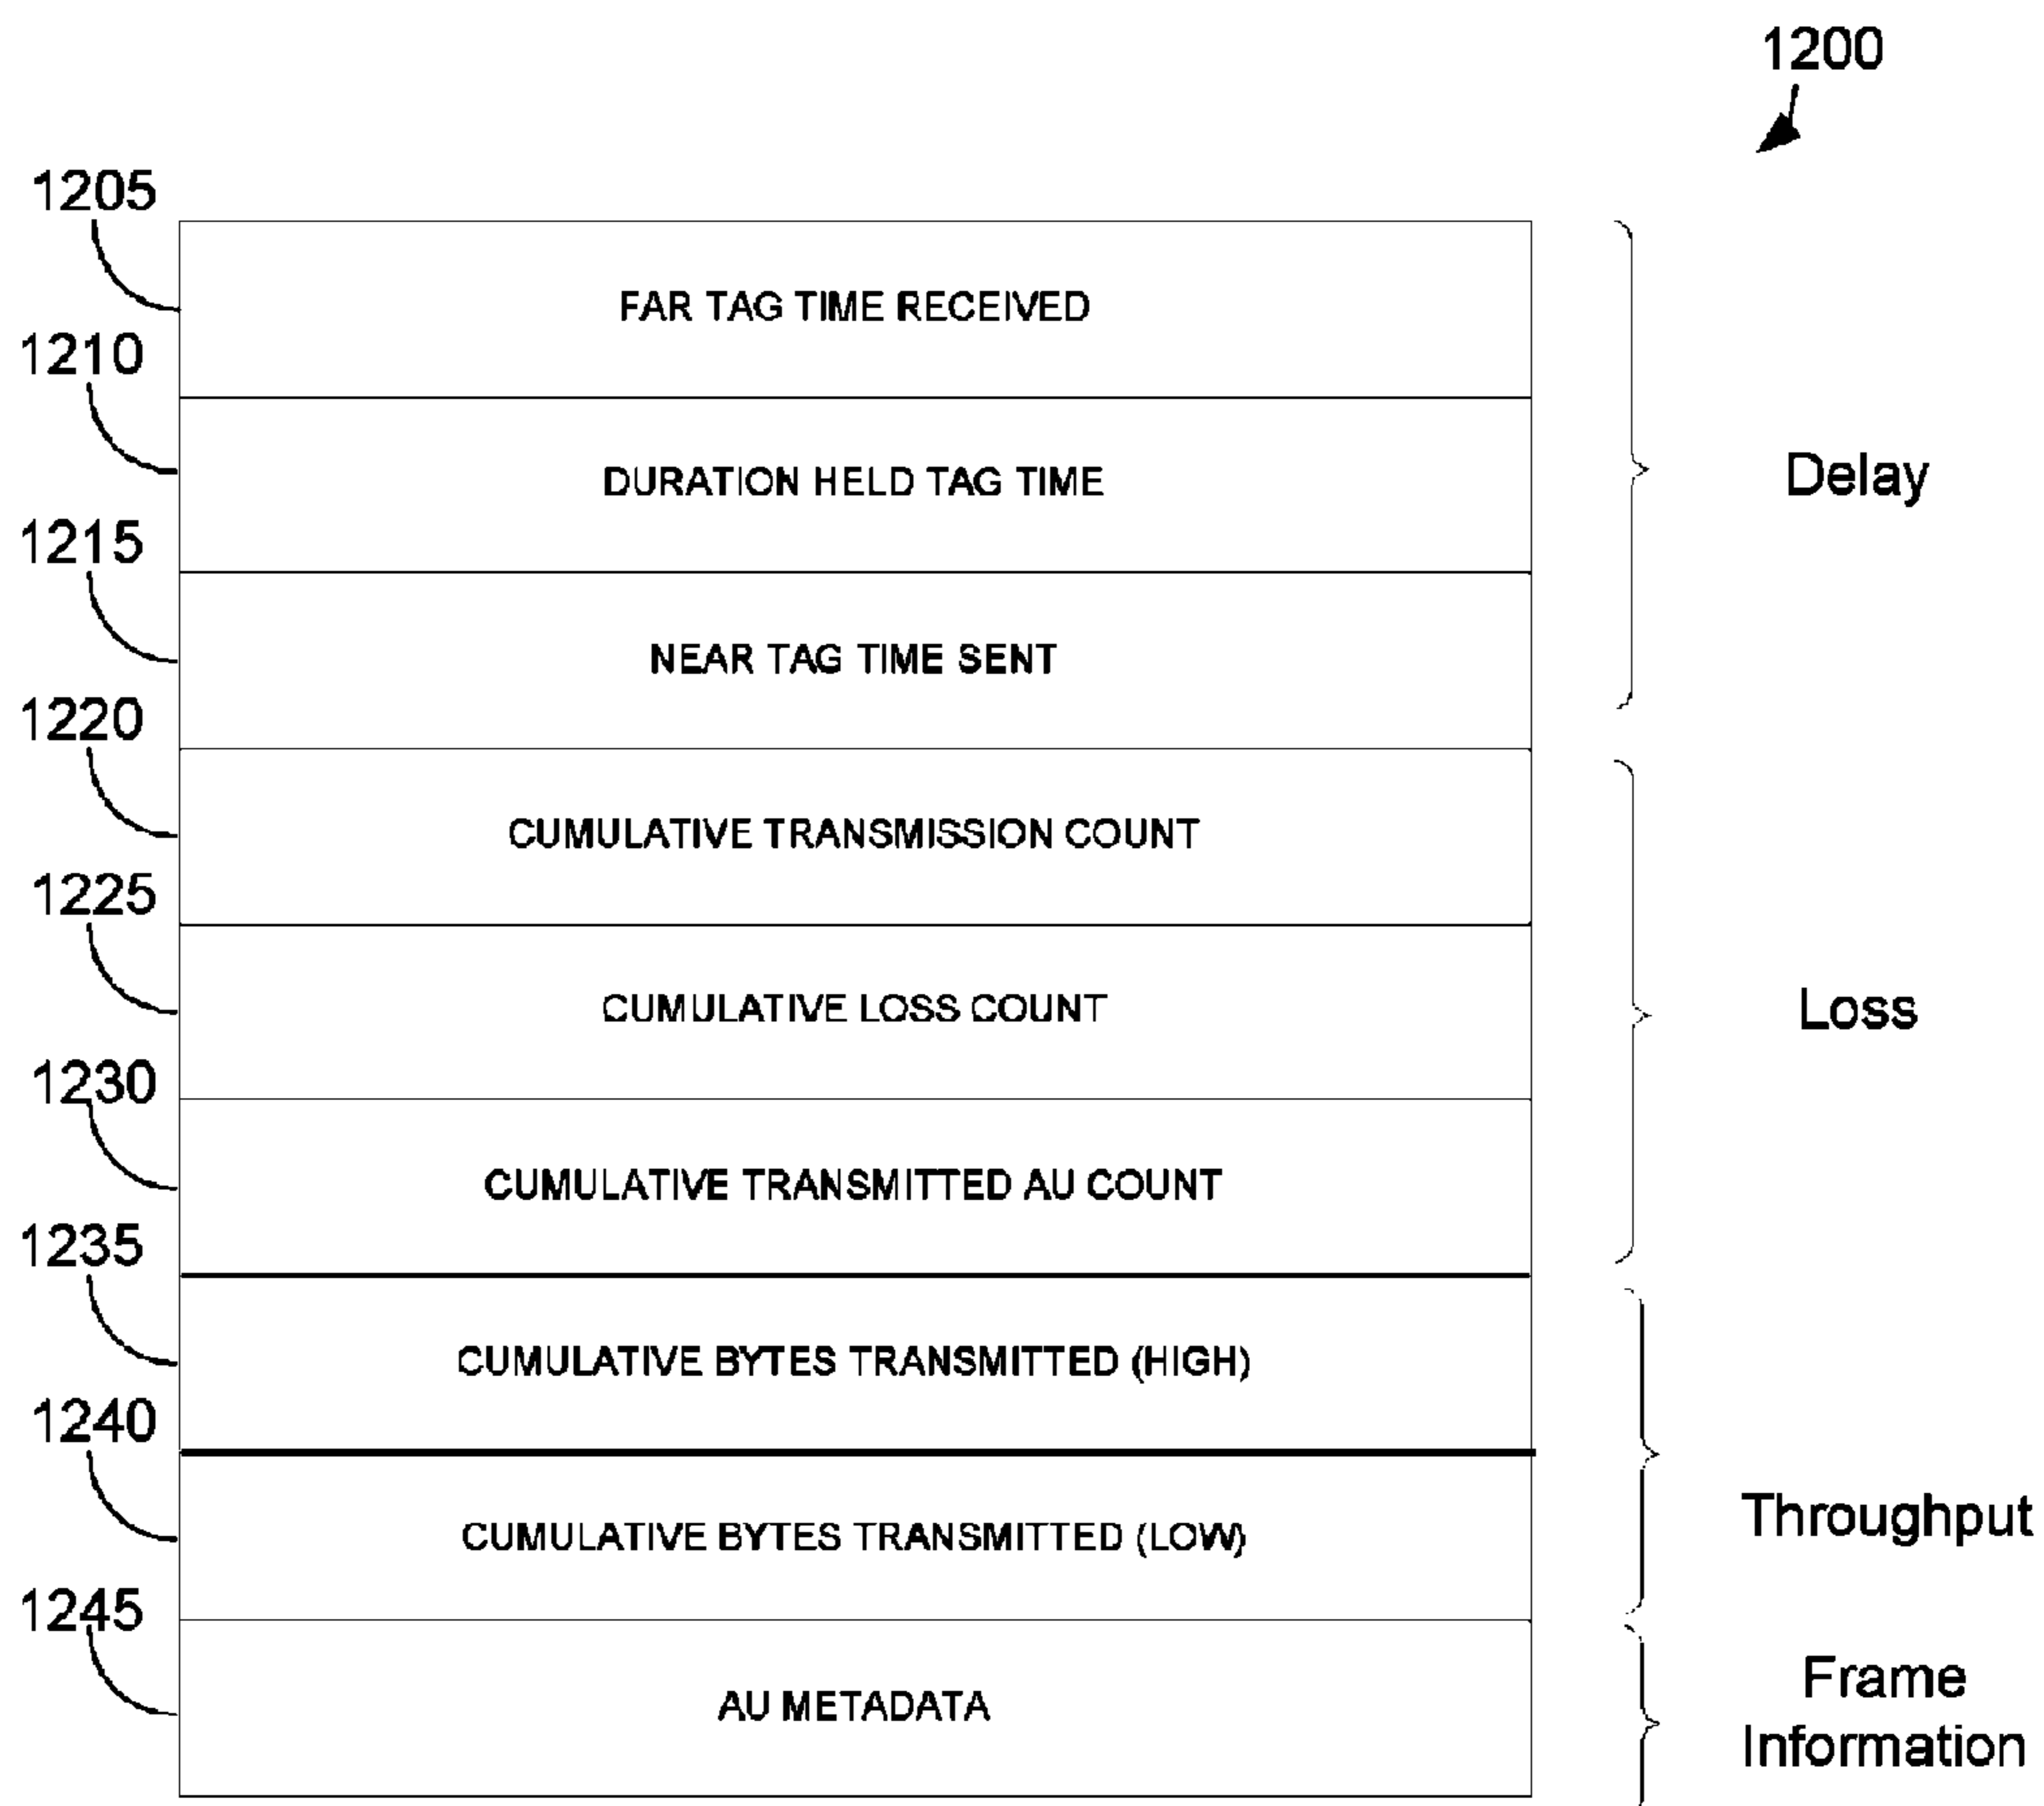 1200
1205
FAR TAG TIME RECEIVED
1210
DURATION HELD TAG TIME
Delay
1215
NEAR TAG TIME SENT
1220
CUMULATIVE TRANSMISSION COUNT
1225
CUMULATIVE LOSS COUNT
Loss
1230
CUMULATIVE TRANSMITTED AU COUNT
1235
CUMULATIVE BYTES TRANSMITTED (HIGH)
1240
CUMULATIVE BYTES TRANSMITTED (LOW)
Throughput
1245
AU METADATA
Frame
Information